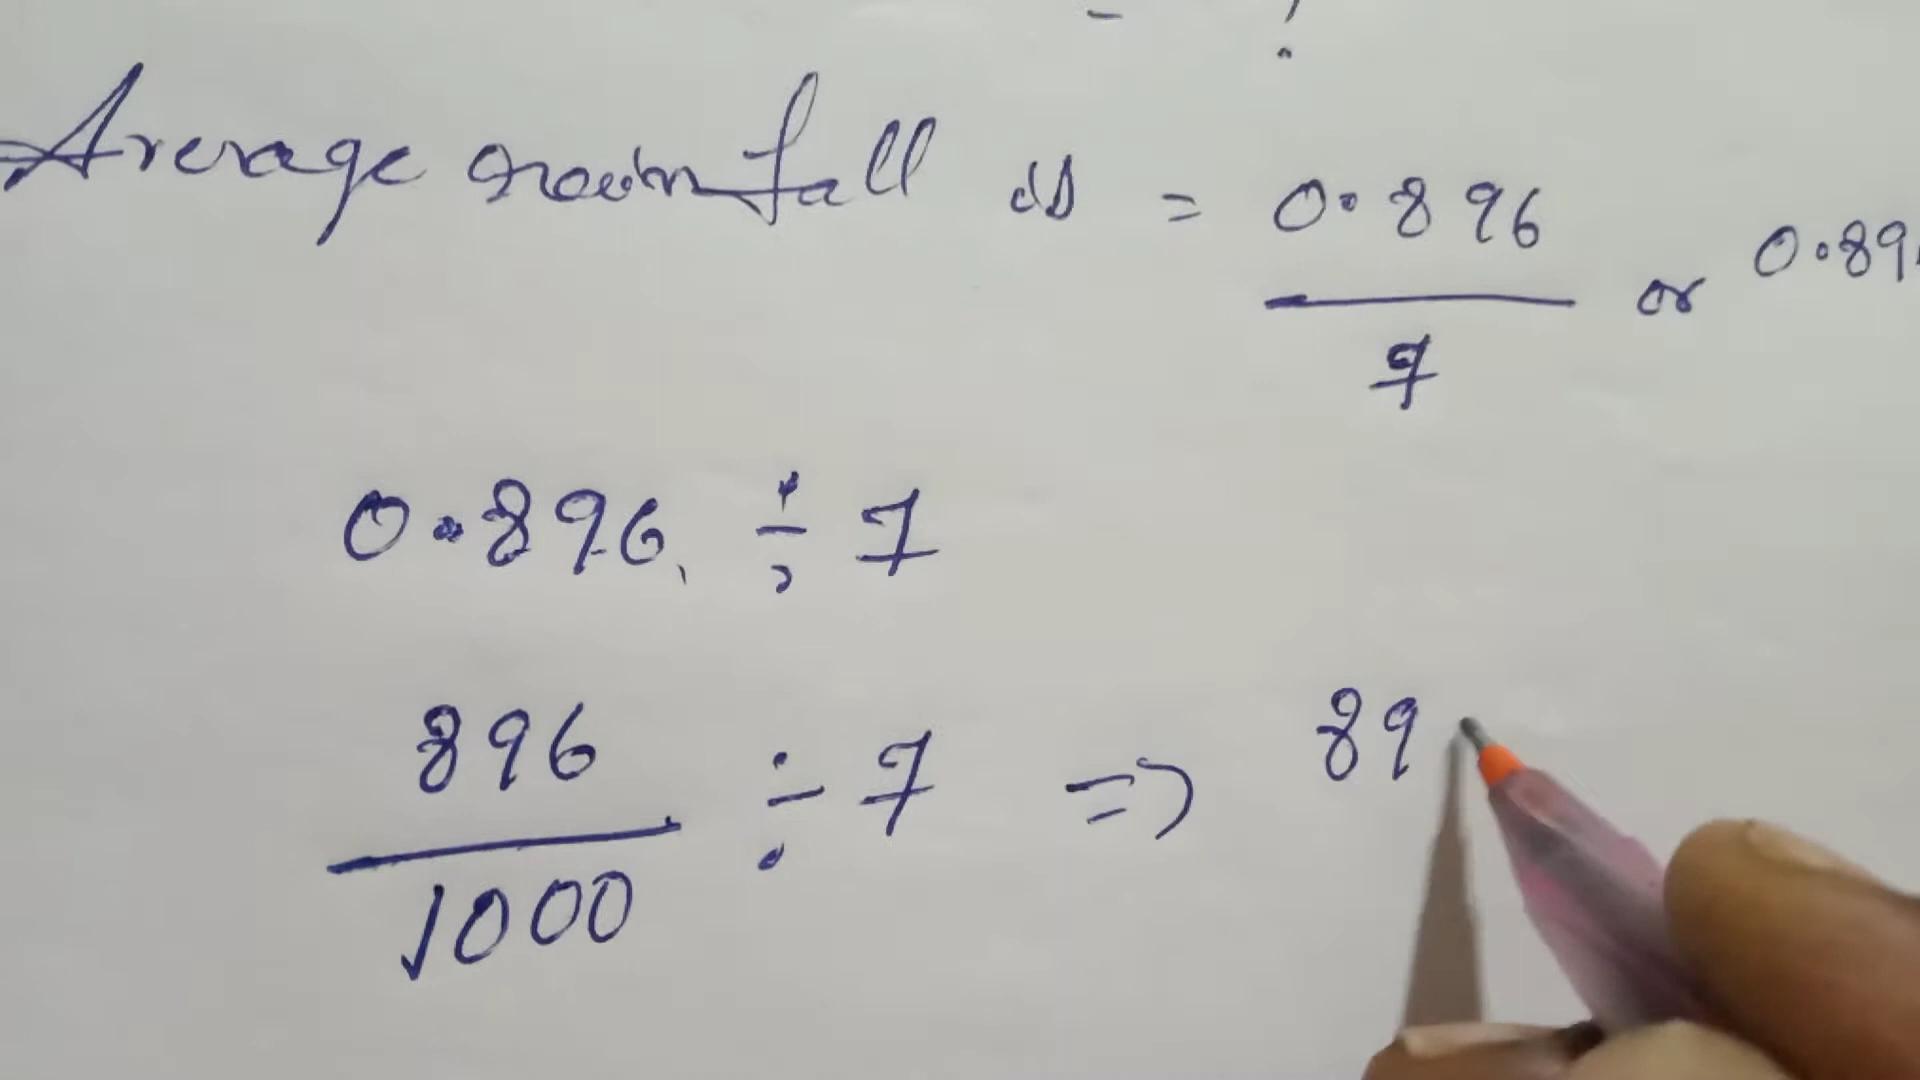 - ?
Average rainfall is = 0.896 or 0.89
7
0.896 ÷ 7
896 ÷ 7 => 89
1000